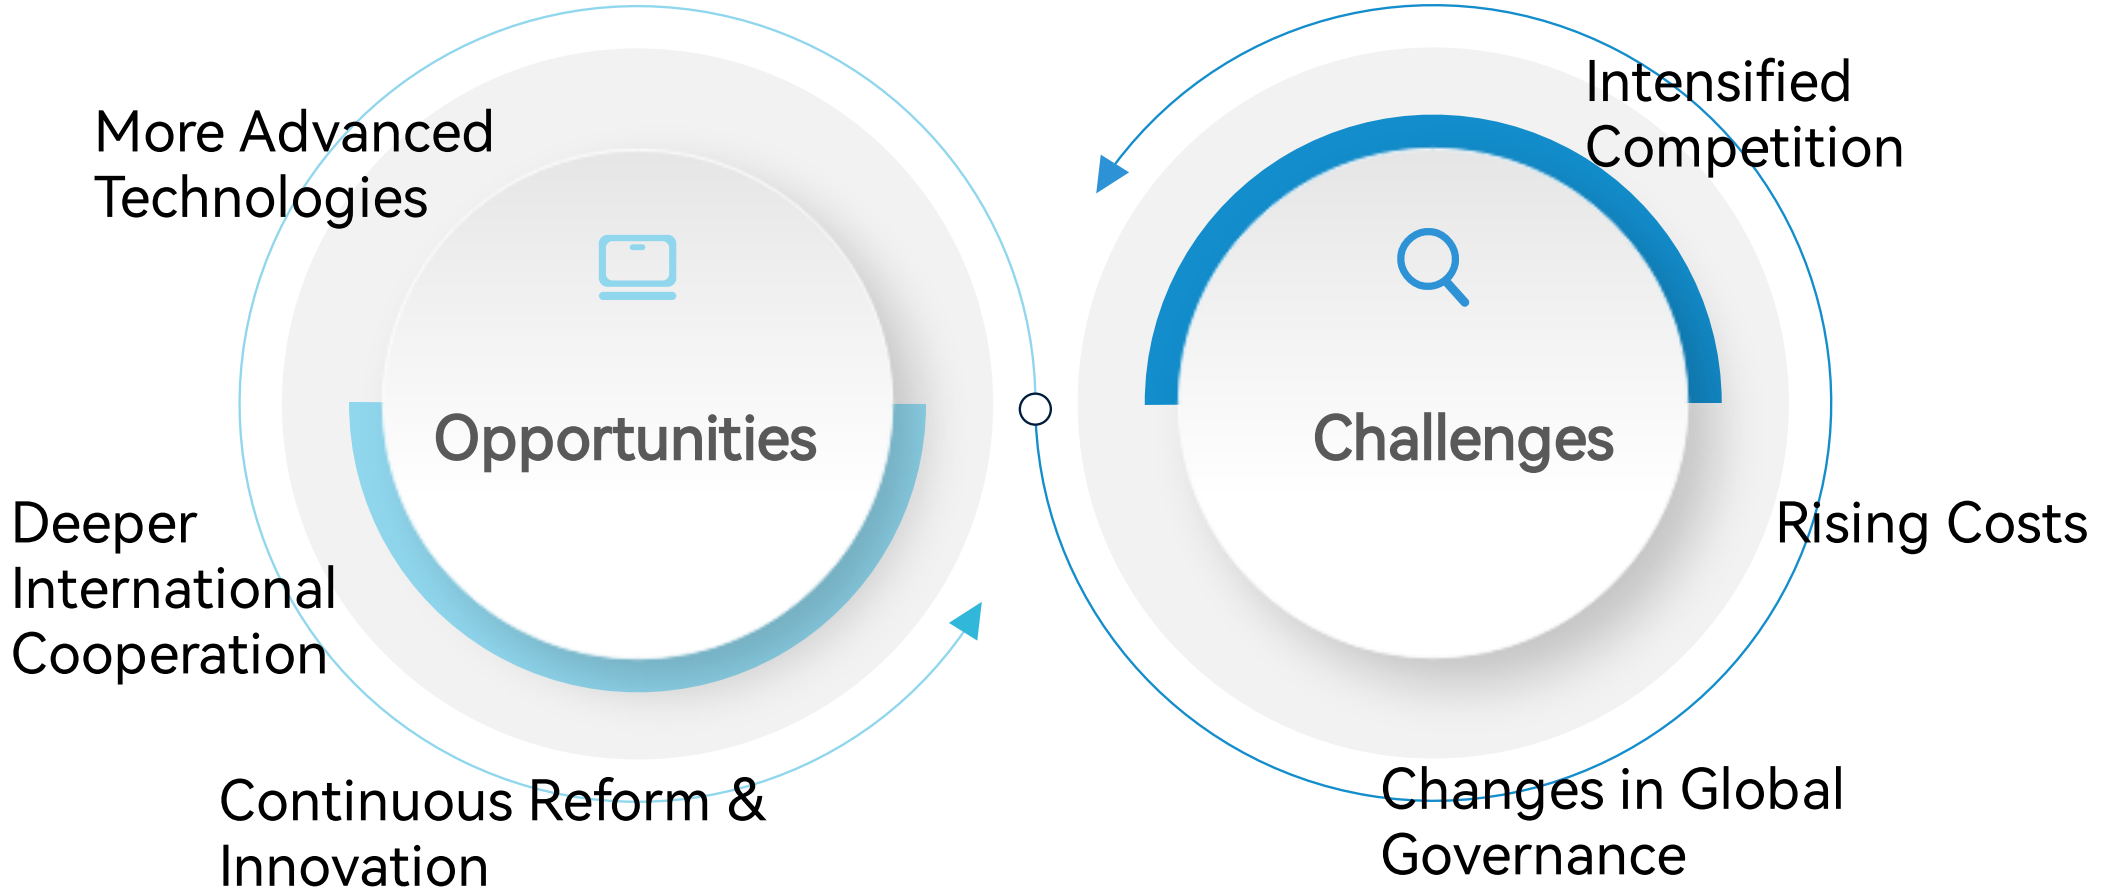 More Advanced
Technologies
Opportunities
Deeper
International
Cooperation
Continuous Reform &
Innovation
Intensified
Competition
Challenges
Rising Costs
Changes in Global
Governance